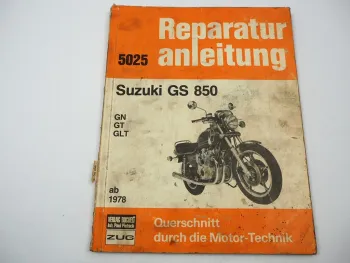 Reparatur
5025 anleitung
Suzuki GS 850
GN
GT
GLT
ab
1978
Querschnitt
durch die Motor-Technik
ZUG